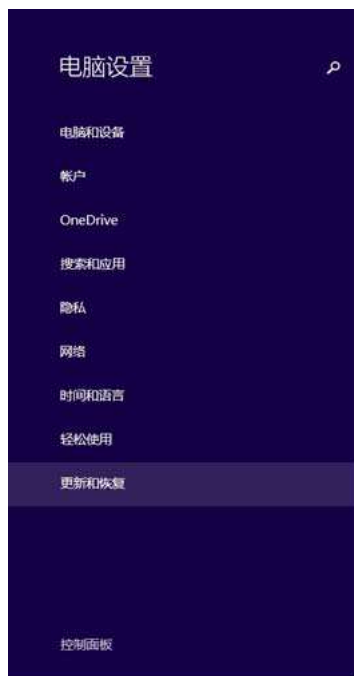 电脑设置
电脑和设备
帐户
OneDrive
搜索和应用
隐私
网络
时间和语言
轻松使用
更新和恢复
控制面板